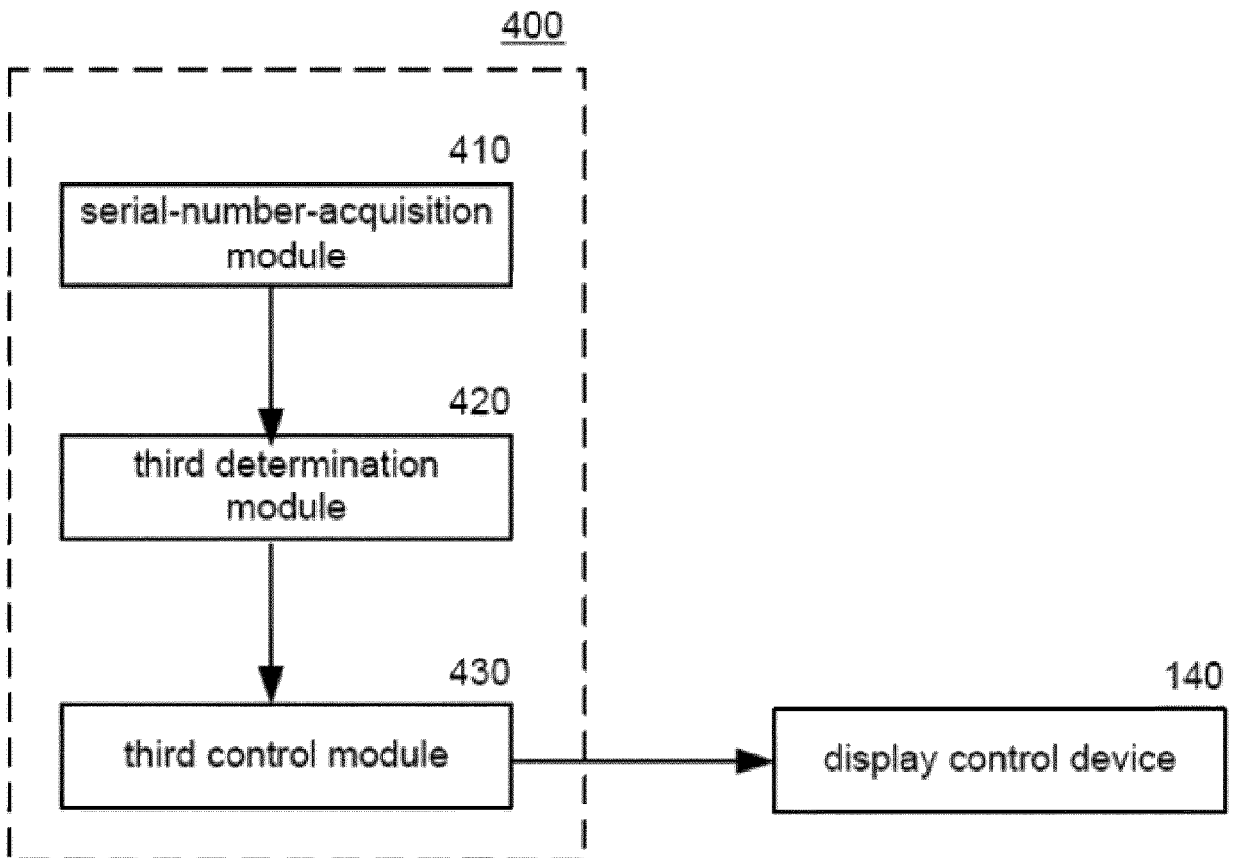 400
410
serial-number-acquisition
module
420
third determination
module
430
third control module
140
display control device